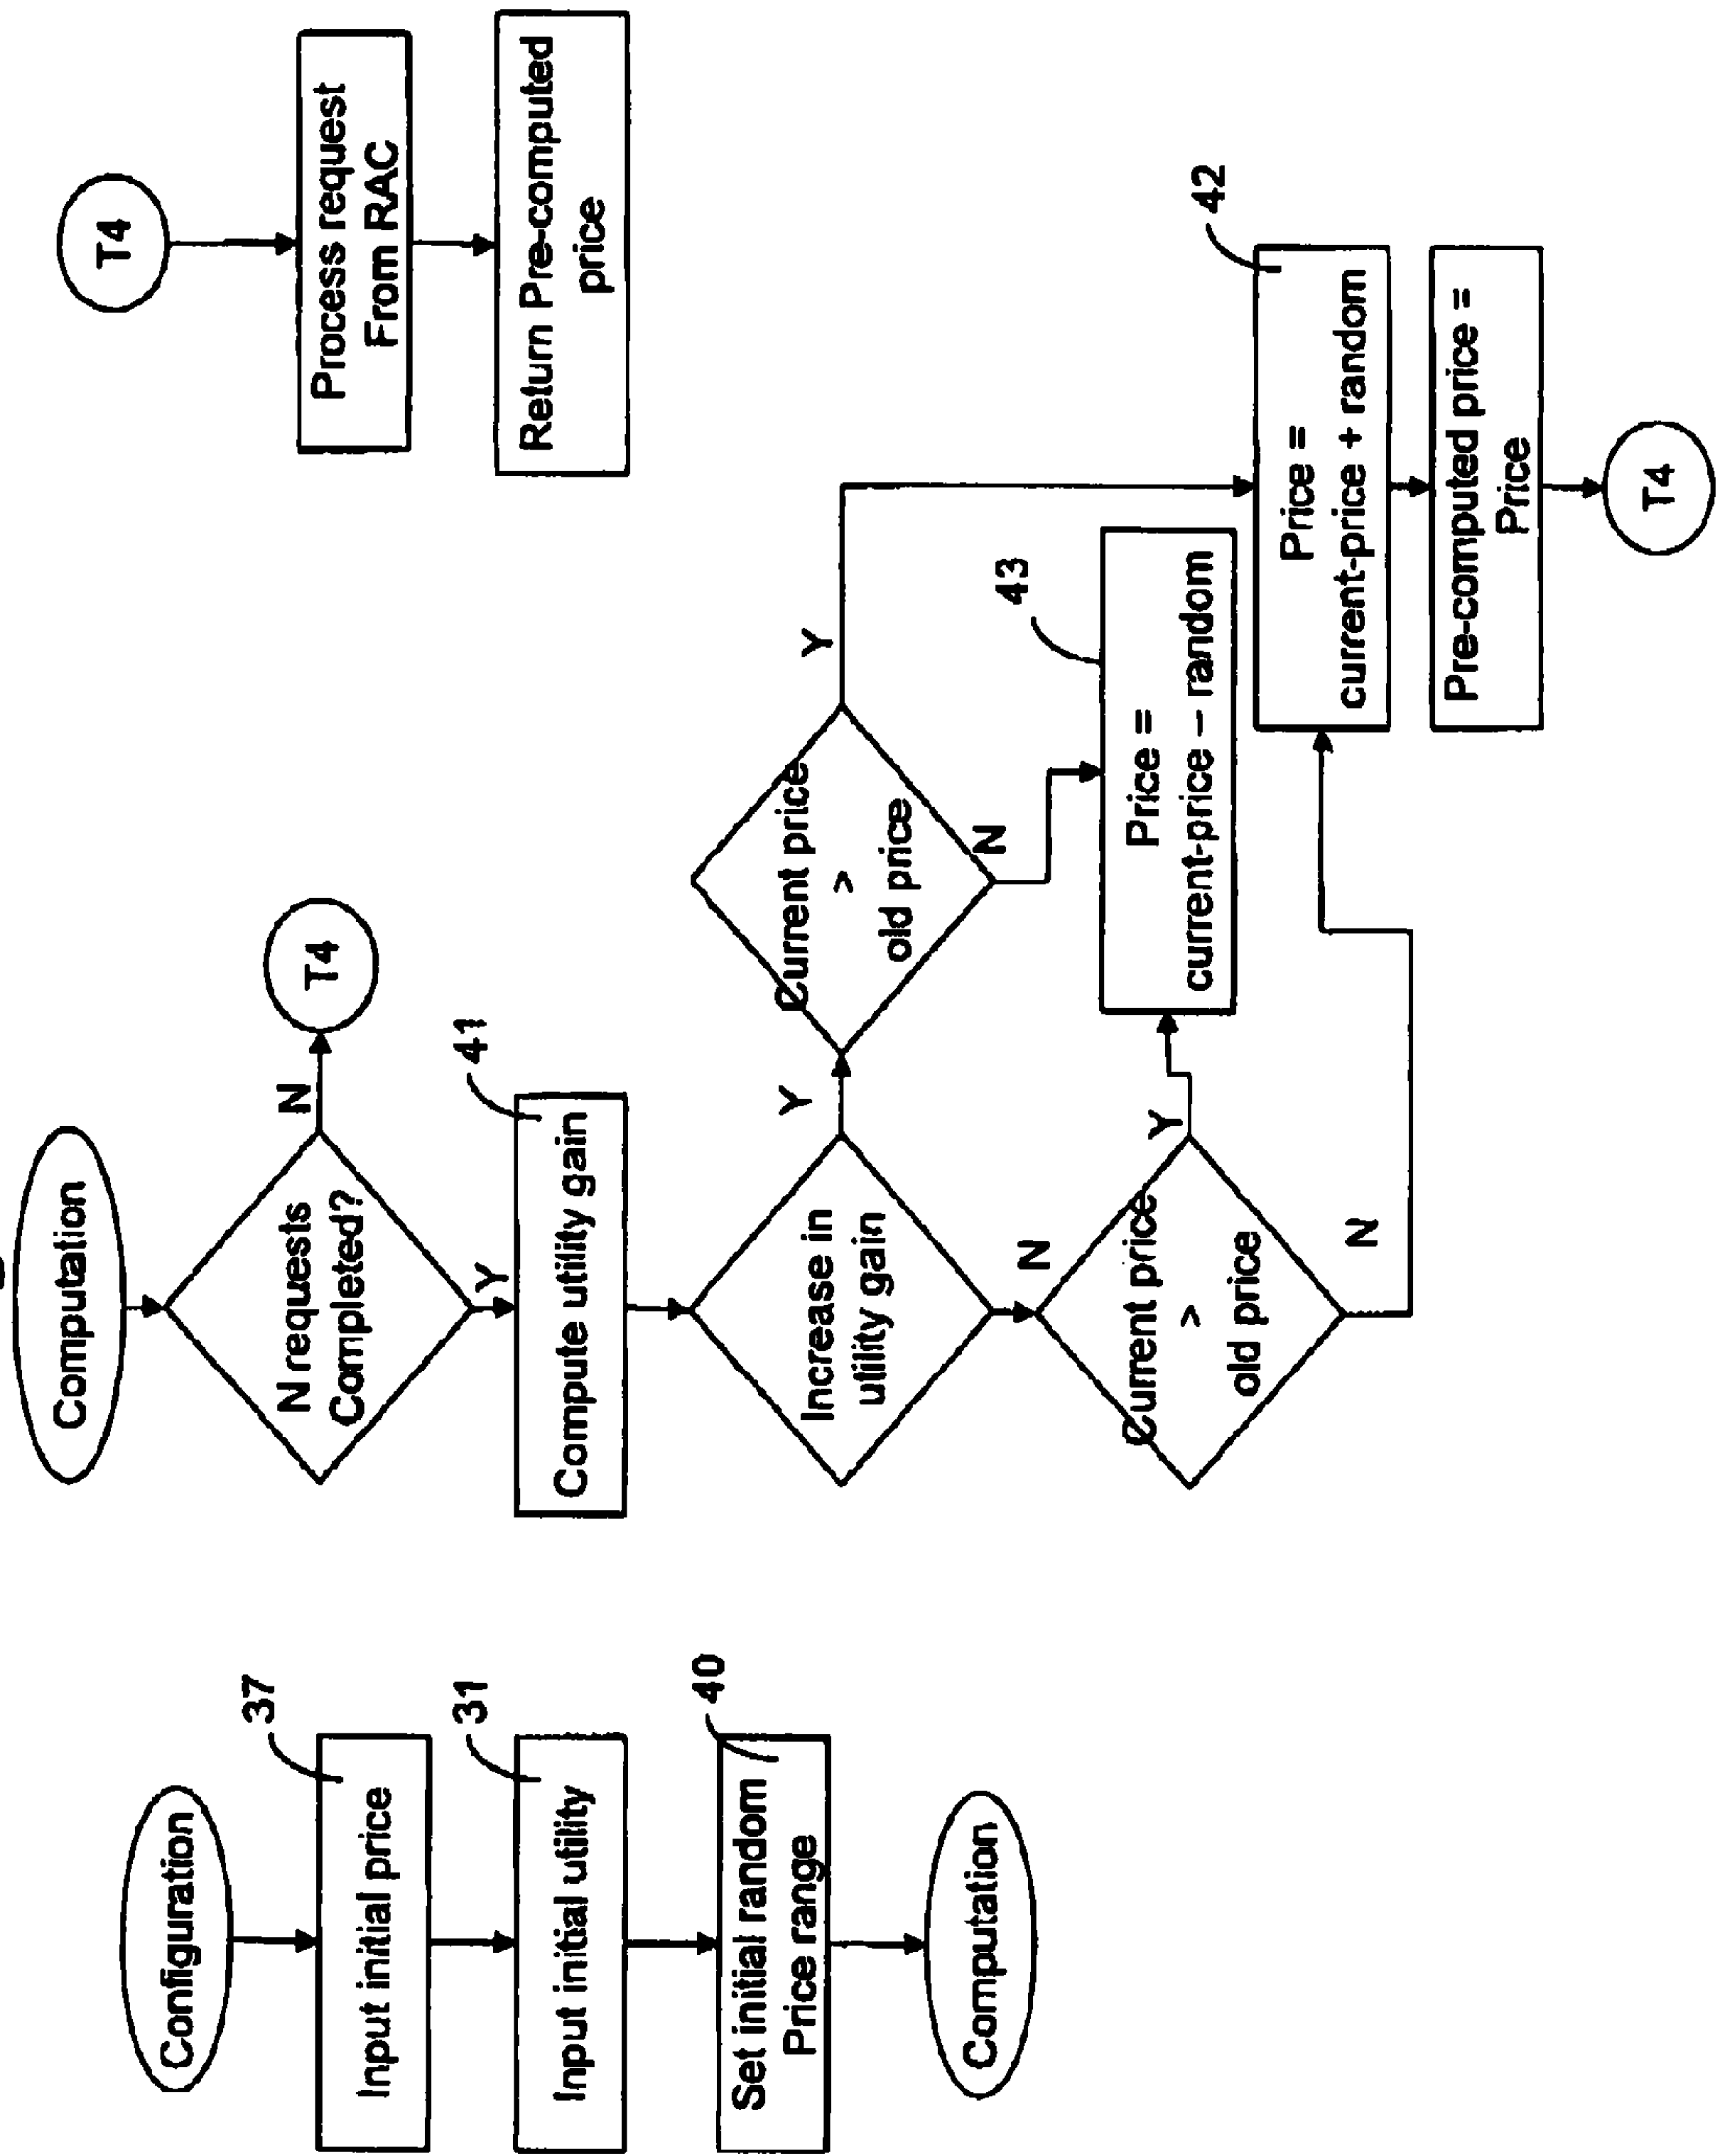 Configuration
37
Input initial price
31
Input initial utility
40
Set initial random
Price range
Computation
Computation
N requests
Completed?
N
T4
Y
41
Compute utility gain
Increase in
utility gain
Y
Current price
>
old price
Y
N
N
Current price
>
old price
Y
N
43
Price =
current-price – random
42
Price =
current-price + random
Pre-computed price =
Price
T4
T4
Process request
From RAC
Return Pre-computed
price